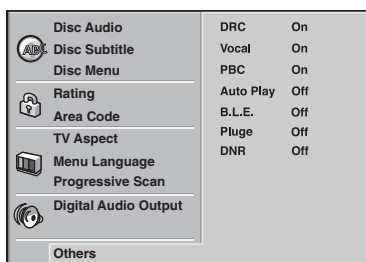 Disc Audio
ABC
Disc Subtitle
Disc Menu
Rating
Area Code
TV Aspect
Menu Language
Progressive Scan
Digital Audio Output
Others
DRC On
Vocal On
PBC On
Auto Play Off
B.L.E. Off
Pluge Off
DNR Off